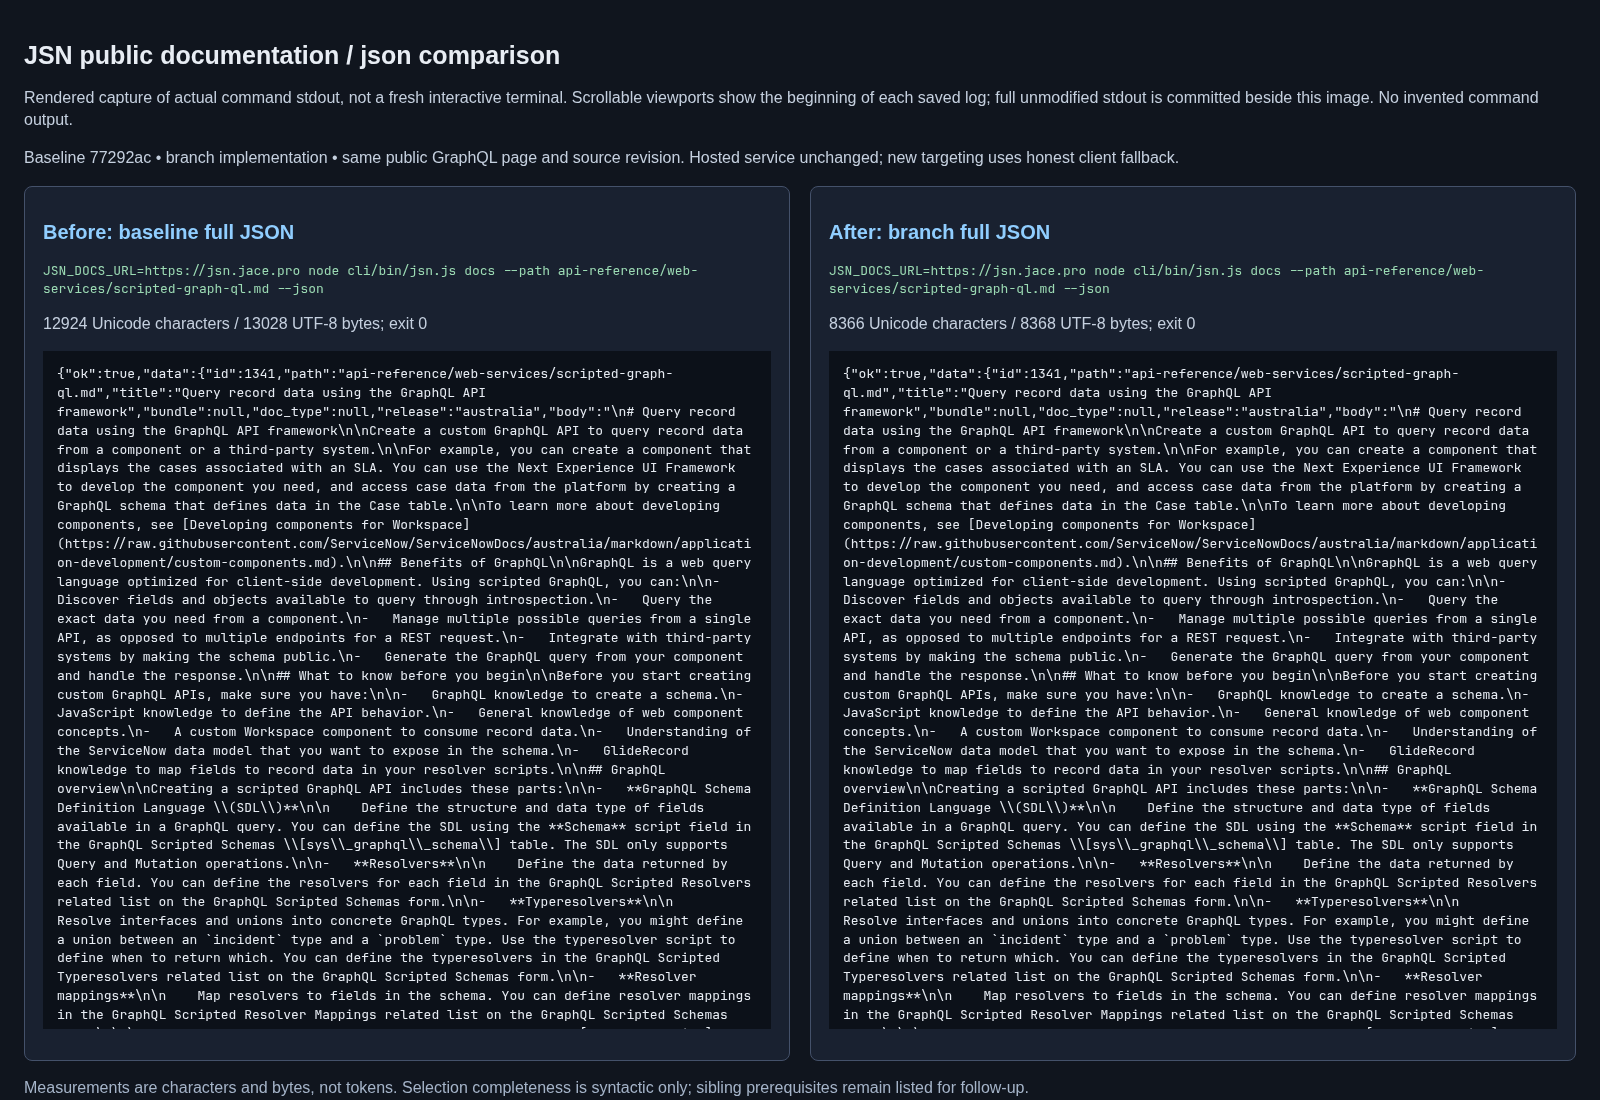 JSN public documentation / json comparison
Rendered capture of actual command stdout, not a fresh interactive terminal. Scrollable viewports show the beginning of each saved log; full unmodified stdout is committed beside this image. No invented command
output.
Baseline 77292ac • branch implementation • same public GraphQL page and source revision. Hosted service unchanged; new targeting uses honest client fallback.
Before: baseline full JSON
JSN_DOCS_URL=https://jsn.jace.pro node cli/bin/jsn.js docs --path api-reference/web-
services/scripted-graph-ql.md --json
12924 Unicode characters / 13028 UTF-8 bytes; exit 0
{"ok":true,"data":{"id":1341,"path":"api-reference/web-services/scripted-graph-
ql.md","title":"Query record data using the GraphQL API
framework","bundle":null,"doc_type":null,"release":"australia","body":"\n# Query record
data using the GraphQL API framework\n\nCreate a custom GraphQL API to query record data
from a component or a third-party system.\n\nFor example, you can create a component that
displays the cases associated with an SLA. You can use the Next Experience UI Framework
to develop the component you need, and access case data from the platform by creating a
GraphQL schema that defines data in the Case table.\n\nTo learn more about developing
components, see [Developing components for Workspace]
(https://raw.githubusercontent.com/ServiceNow/ServiceNowDocs/australia/markdown/applicati
on-development/custom-components.md).\n\n## Benefits of GraphQL\n\nGraphQL is a web query
language optimized for client-side development. Using scripted GraphQL, you can:\n\n-
Discover fields and objects available to query through introspection.\n-   Query the
exact data you need from a component.\n-   Manage multiple possible queries from a single
API, as opposed to multiple endpoints for a REST request.\n-   Integrate with third-party
systems by making the schema public.\n-   Generate the GraphQL query from your component
and handle the response.\n\n## What to know before you begin\n\nBefore you start creating
custom GraphQL APIs, make sure you have:\n\n-   GraphQL knowledge to create a schema.\n-
JavaScript knowledge to define the API behavior.\n-   General knowledge of web component
concepts.\n-   A custom Workspace component to consume record data.\n-   Understanding of
the ServiceNow data model that you want to expose in the schema.\n-   GlideRecord
knowledge to map fields to record data in your resolver scripts.\n\n## GraphQL
overview\n\nCreating a scripted GraphQL API includes these parts:\n\n-   **GraphQL Schema
Definition Language \\(SDL\\)**\n\n    Define the structure and data type of fields
available in a GraphQL query. You can define the SDL using the **Schema** script field in
the GraphQL Scripted Schemas \\[sys\\_graphql\\_schema\\] table. The SDL only supports
Query and Mutation operations.\n\n-   **Resolvers**\n\n    Define the data returned by
each field. You can define the resolvers for each field in the GraphQL Scripted Resolvers
related list on the GraphQL Scripted Schemas form.\n\n-   **Typeresolvers**\n\n
Resolve interfaces and unions into concrete GraphQL types. For example, you might define
a union between an `incident` type and a `problem` type. Use the typeresolver script to
define when to return which. You can define the typeresolvers in the GraphQL Scripted
Typeresolvers related list on the GraphQL Scripted Schemas form.\n\n-   **Resolver
mappings**\n\n    Map resolvers to fields in the schema. You can define resolver mappings
in the GraphQL Scripted Resolver Mappings related list on the GraphQL Scripted Schemas
After: branch full JSON
JSN_DOCS_URL=https://jsn.jace.pro node cli/bin/jsn.js docs --path api-reference/web-
services/scripted-graph-ql.md --json
8366 Unicode characters / 8368 UTF-8 bytes; exit 0
{"ok":true,"data":{"id":1341,"path":"api-reference/web-services/scripted-graph-
ql.md","title":"Query record data using the GraphQL API
framework","bundle":null,"doc_type":null,"release":"australia","body":"\n# Query record
data using the GraphQL API framework\n\nCreate a custom GraphQL API to query record data
from a component or a third-party system.\n\nFor example, you can create a component that
displays the cases associated with an SLA. You can use the Next Experience UI Framework
to develop the component you need, and access case data from the platform by creating a
GraphQL schema that defines data in the Case table.\n\nTo learn more about developing
components, see [Developing components for Workspace]
(https://raw.githubusercontent.com/ServiceNow/ServiceNowDocs/australia/markdown/applicati
on-development/custom-components.md).\n\n## Benefits of GraphQL\n\nGraphQL is a web query
language optimized for client-side development. Using scripted GraphQL, you can:\n\n-
Discover fields and objects available to query through introspection.\n-   Query the
exact data you need from a component.\n-   Manage multiple possible queries from a single
API, as opposed to multiple endpoints for a REST request.\n-   Integrate with third-party
systems by making the schema public.\n-   Generate the GraphQL query from your component
and handle the response.\n\n## What to know before you begin\n\nBefore you start creating
custom GraphQL APIs, make sure you have:\n\n-   GraphQL knowledge to create a schema.\n-
JavaScript knowledge to define the API behavior.\n-   General knowledge of web component
concepts.\n-   A custom Workspace component to consume record data.\n-   Understanding of
the ServiceNow data model that you want to expose in the schema.\n-   GlideRecord
knowledge to map fields to record data in your resolver scripts.\n\n## GraphQL
overview\n\nCreating a scripted GraphQL API includes these parts:\n\n-   **GraphQL Schema
Definition Language \\(SDL\\)**\n\n    Define the structure and data type of fields
available in a GraphQL query. You can define the SDL using the **Schema** script field in
the GraphQL Scripted Schemas \\[sys\\_graphql\\_schema\\] table. The SDL only supports
Query and Mutation operations.\n\n-   **Resolvers**\n\n    Define the data returned by
each field. You can define the resolvers for each field in the GraphQL Scripted Resolvers
related list on the GraphQL Scripted Schemas form.\n\n-   **Typeresolvers**\n\n
Resolve interfaces and unions into concrete GraphQL types. For example, you might define
a union between an `incident` type and a `problem` type. Use the typeresolver script to
define when to return which. You can define the typeresolvers in the GraphQL Scripted
Typeresolvers related list on the GraphQL Scripted Schemas form.\n\n-   **Resolver
mappings**\n\n    Map resolvers to fields in the schema. You can define resolver mappings
in the GraphQL Scripted Resolver Mappings related list on the GraphQL Scripted Schemas
Measurements are characters and bytes, not tokens. Selection completeness is syntactic only; sibling prerequisites remain listed for follow-up.